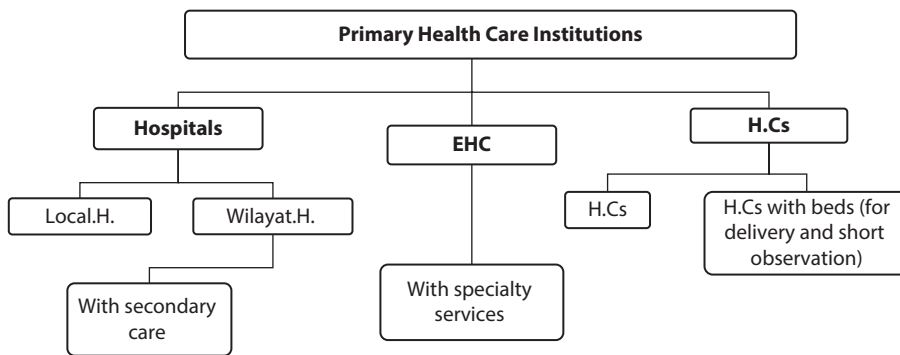 Primary Health Care Institutions
Hospitals
EHC
H.Cs
Local.H.
Wilayat.H.
H.Cs
H.Cs with beds (for
delivery and short
observation)
With secondary
care
With specialty
services